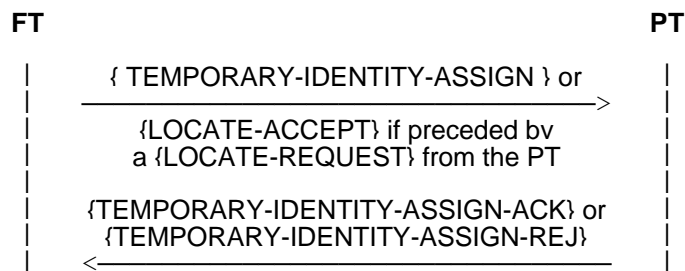 FT PT
{ TEMPORARY-IDENTITY-ASSIGN } or
{LOCATE-ACCEPT} if preceded bv
a {LOCATE-REQUEST} from the PT
{TEMPORARY-IDENTITY-ASSIGN-ACK} or
{TEMPORARY-IDENTITY-ASSIGN-REJ}